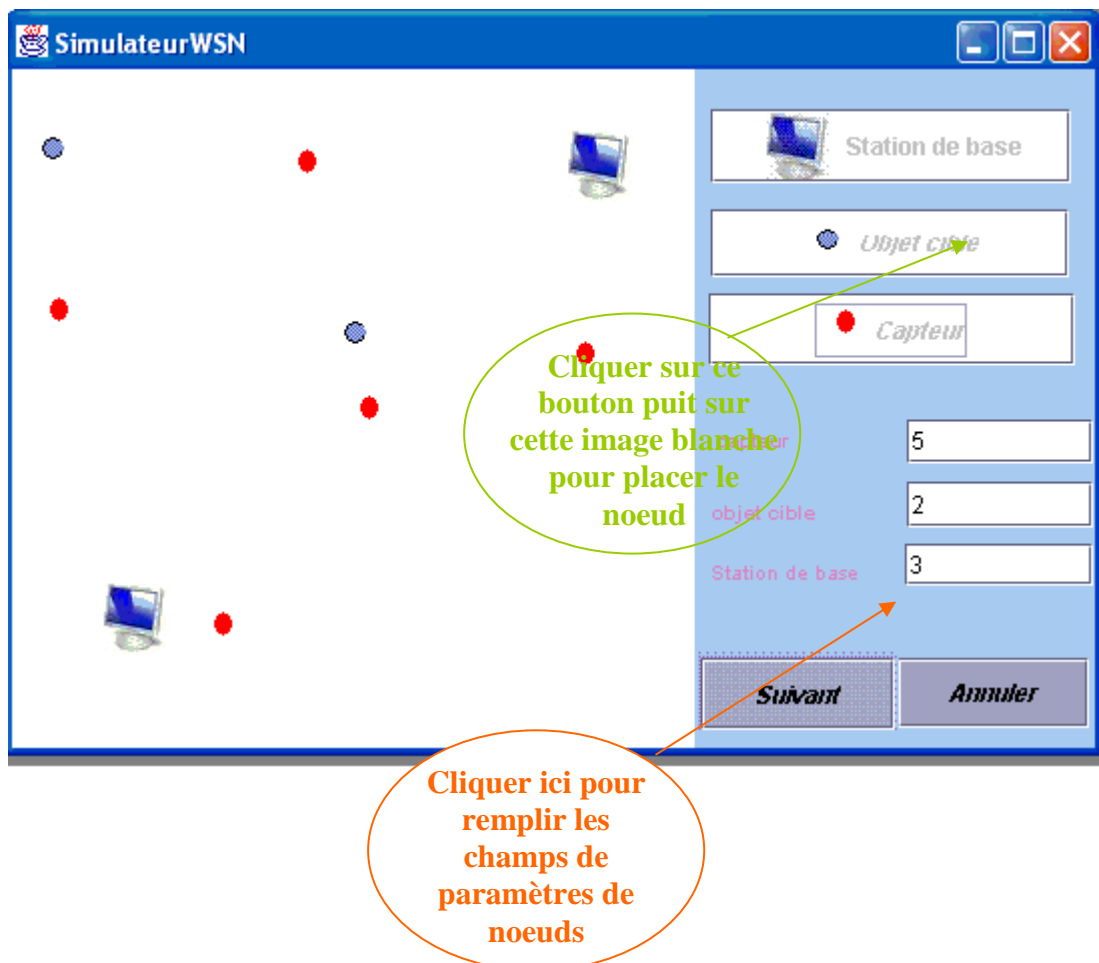 SimulateurWSN
Station de base
Objet cible
Capteur
Cliquer sur ce
bouton puit sur
cette image blanche
pour placer le
noeud
capteur
5
objet cible
2
Station de base
3
Suivant
Annuler
Cliquer ici pour
remplir les
champs de
paramètres de
noeuds